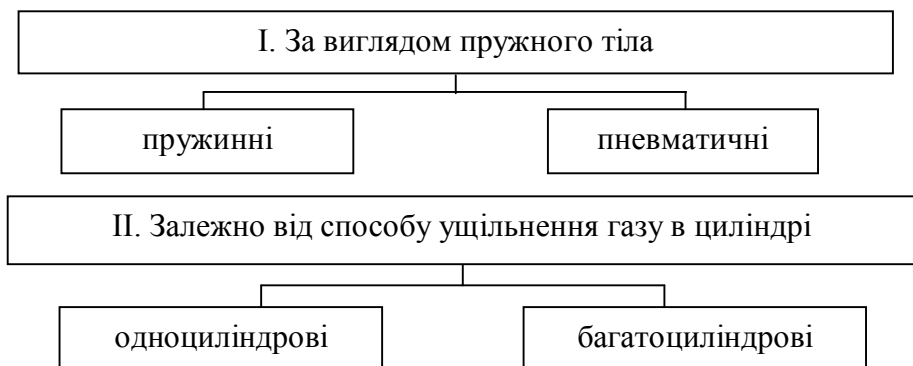 І. За виглядом пружного тіла
пружинні
пневматичні
ІІ. Залежно від способу ущільнення газу в циліндрі
одноциліндрові
багатоциліндрові